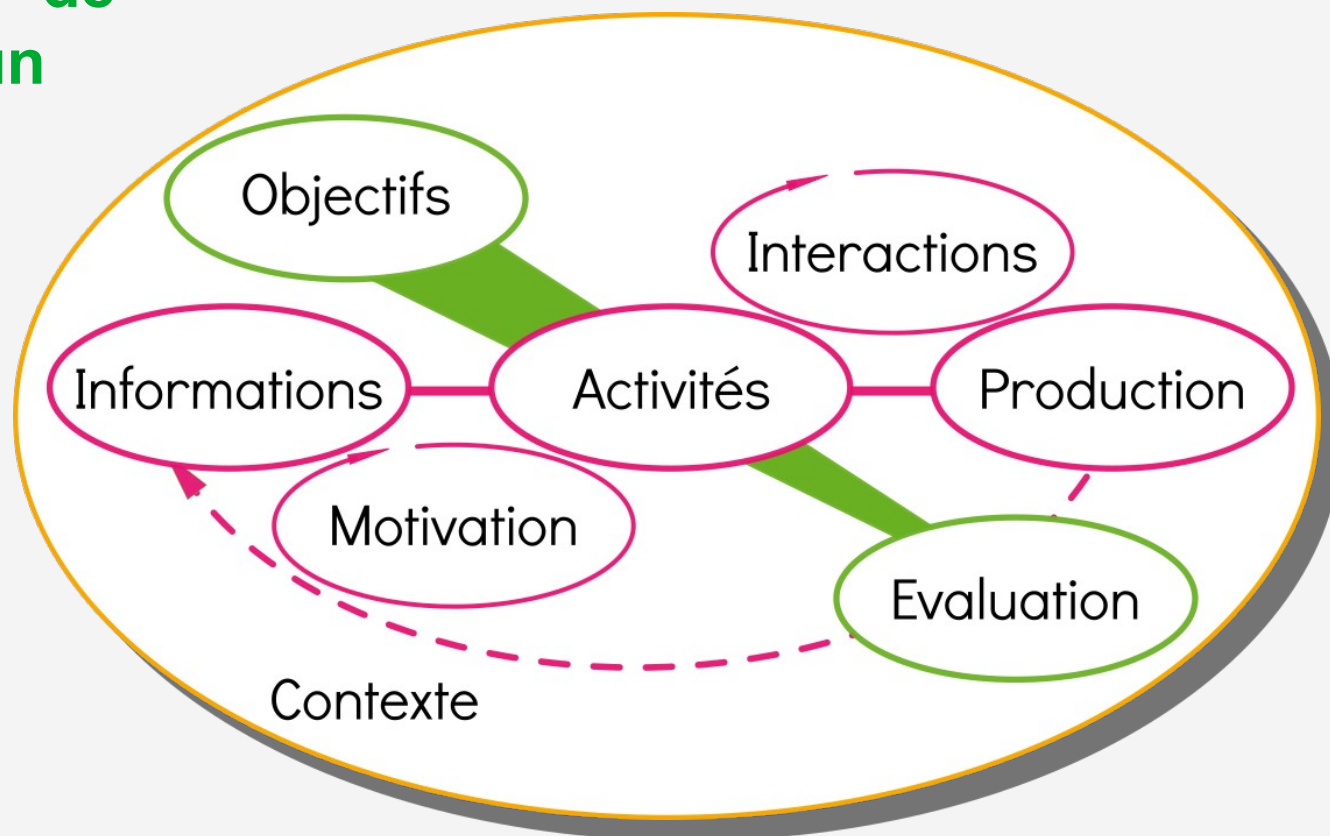 Objectifs
Interactions
Informations
Activités
Production
Motivation
Evaluation
Contexte